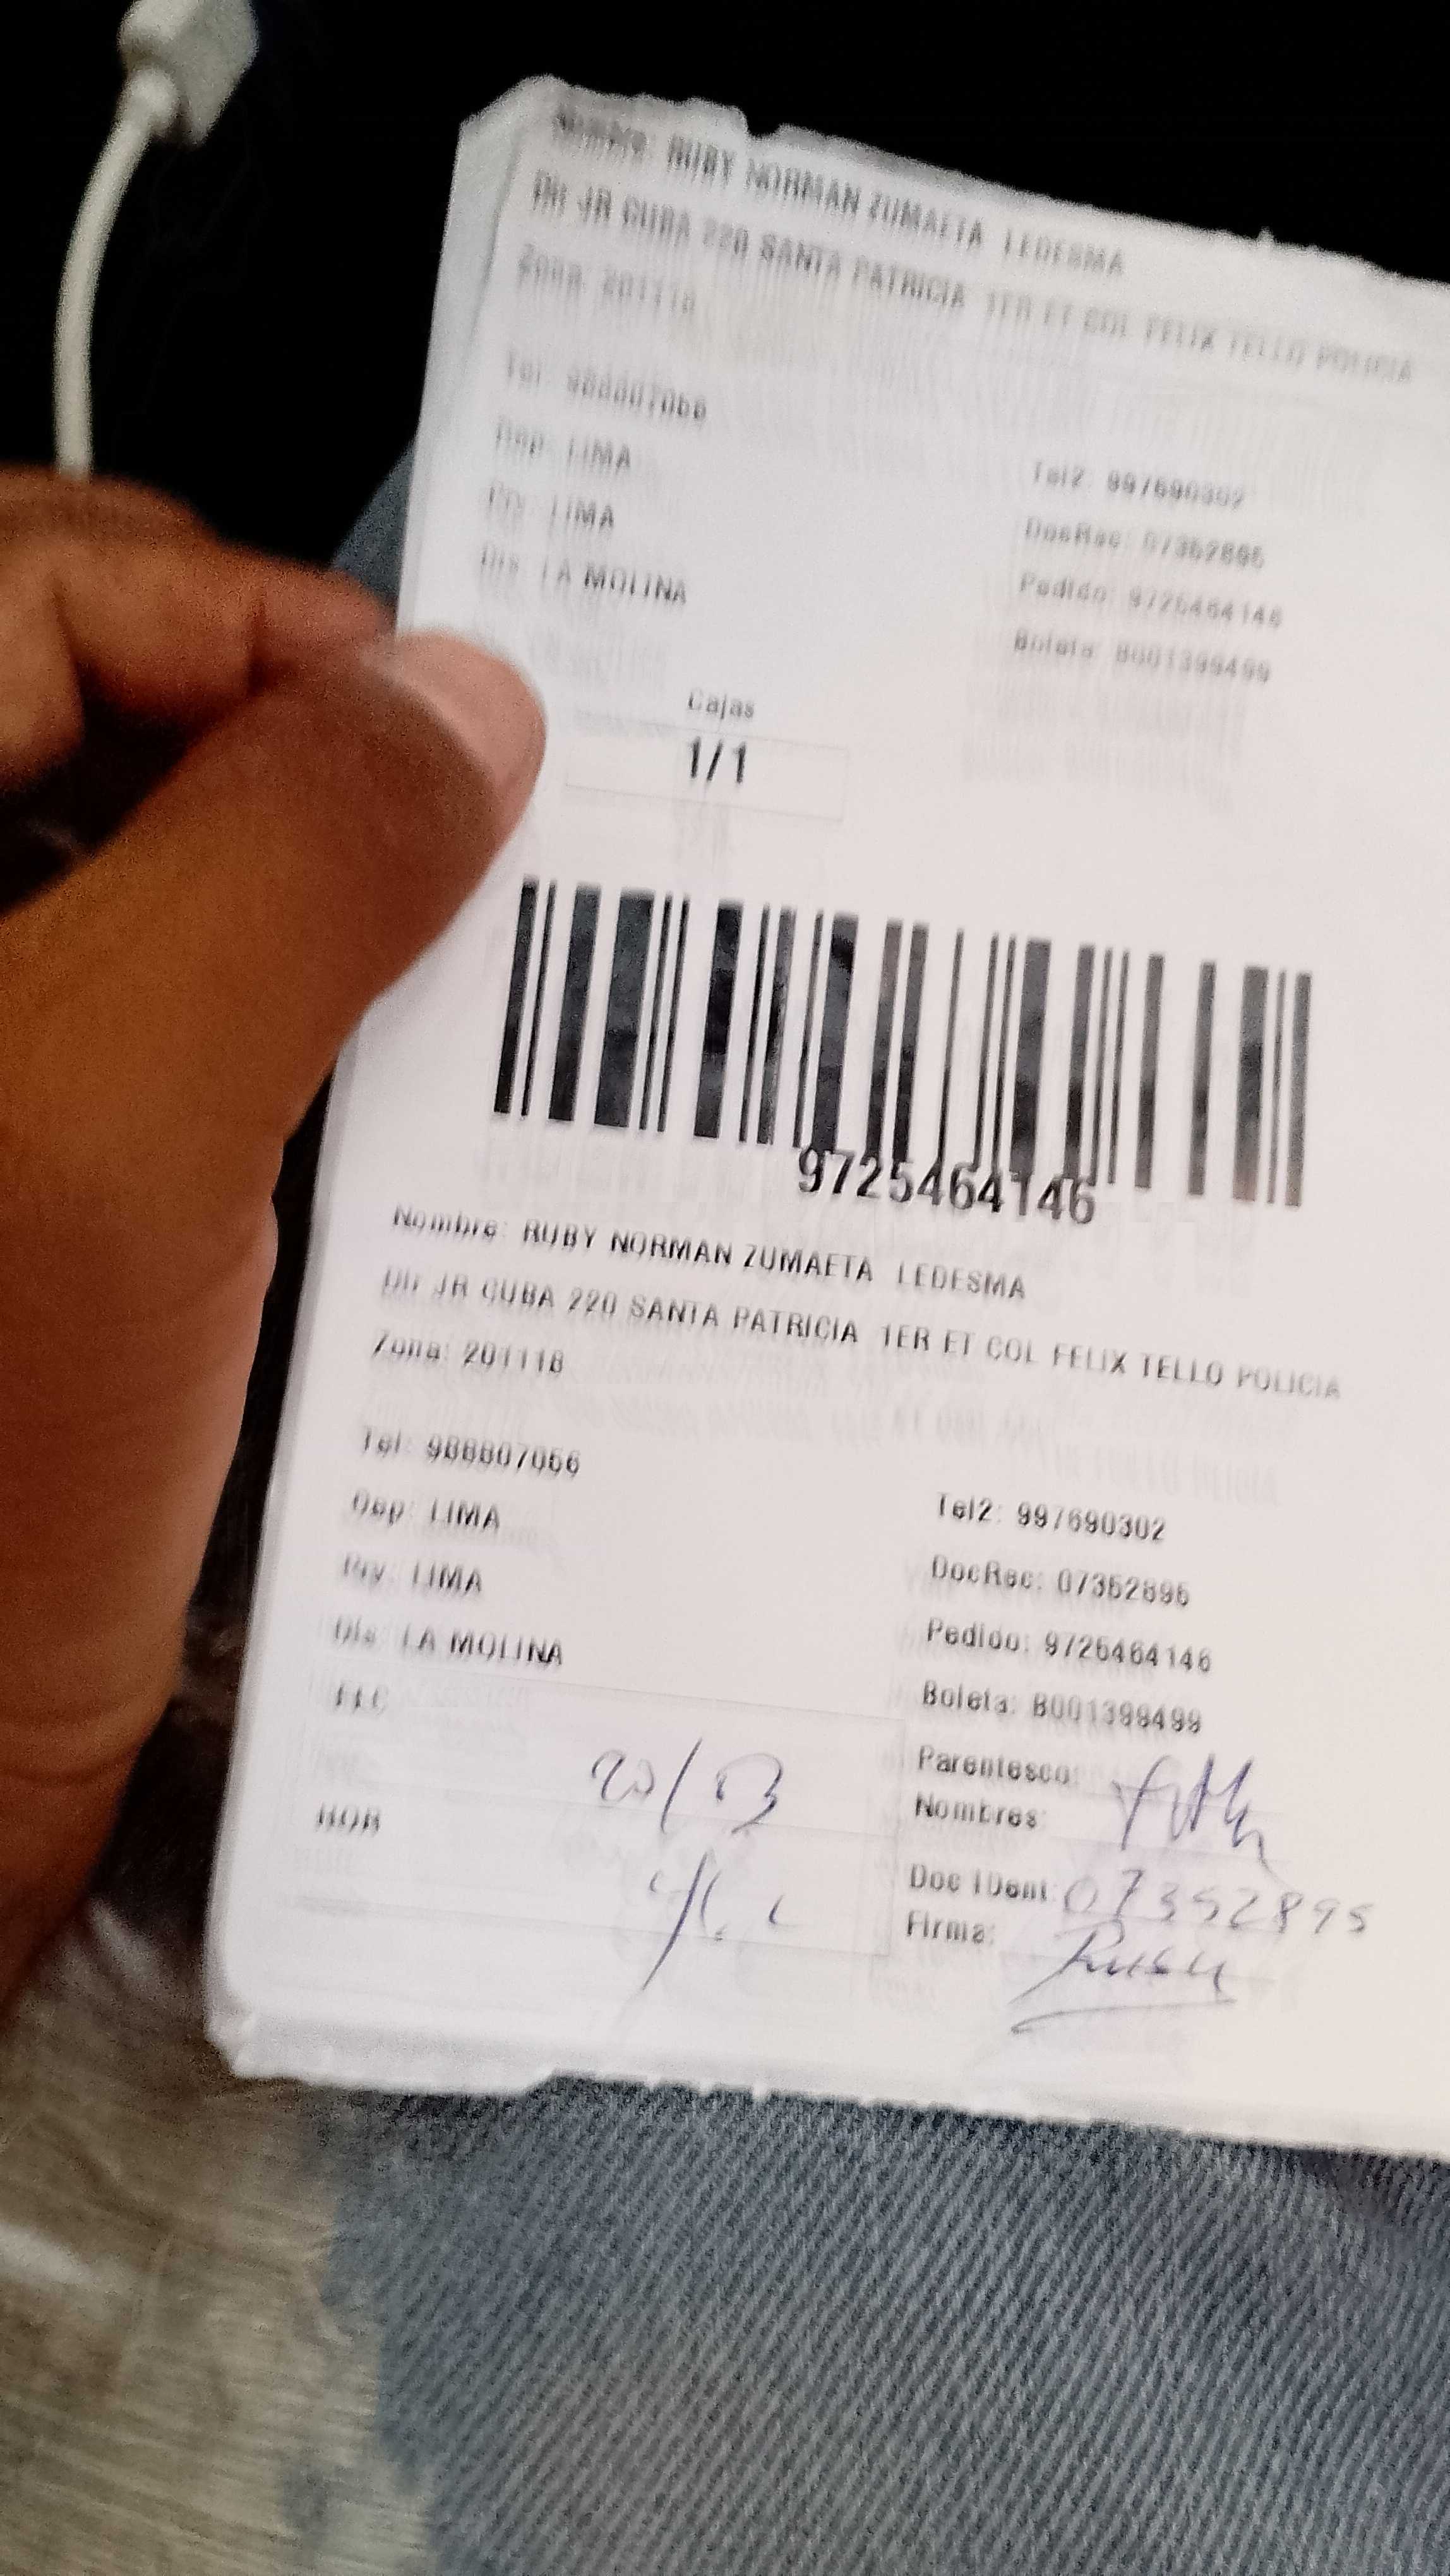 RUBY NORMAN ZUMAETA LEDESMA
Dir JR CUBA 220 SANTA PATRICIA 1ER ET COL FELIX TELLO POLICIA
Zona: 201118
Tel: 988807056
Tel2: 997690302
Dep: LIMA
DocRec: 07352895
Prv: LIMA
Pedido: 9725464146
Dis: LA MOLINA
Boleta: B001399499
Cajas
1/1
9725464146
Nombre: RUBY NORMAN ZUMAETA LEDESMA
Dir JR CUBA 220 SANTA PATRICIA 1ER ET COL FELIX TELLO POLICIA
Zona: 201118
Tel: 988807056
Tel2: 997690302
Dep: LIMA
DocRec: 07352895
Prv: LIMA
Pedido: 9725464146
Dis: LA MOLINA
Boleta: B001399499
Parentesco:
Nombres:
HOR
Doc IDent: 07352895
Firma: Ruby